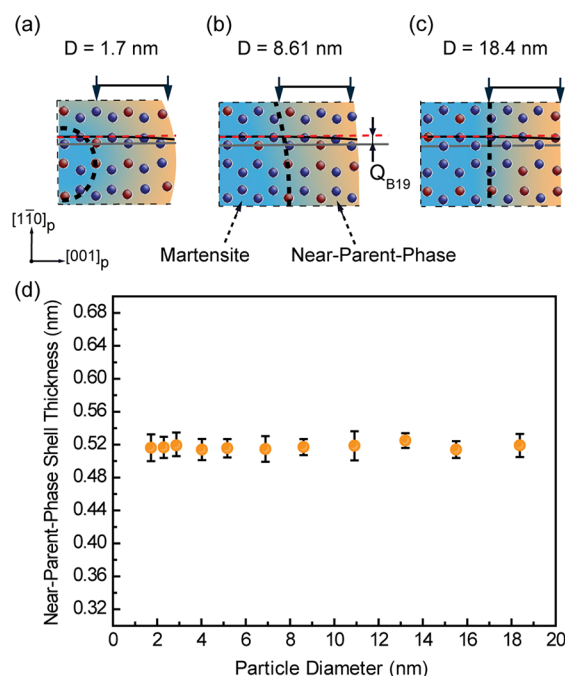 (a) (b) (c)
D = 1.7 nm D = 8.61 nm D = 18.4 nm
Q_B19
[11̄0]_p
[001]_p
Martensite Near-Parent-Phase
(d)
Near-Parent-Phase Shell Thickness (nm)
0.68
0.64
0.60
0.56
0.52
0.48
0.44
0.40
0.36
0.32
0 2 4 6 8 10 12 14 16 18 20
Particle Diameter (nm)